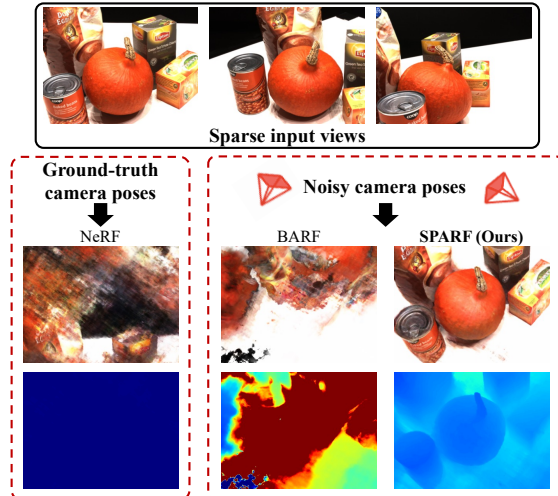 Sparse input views
Ground-truth
camera poses
NeRF
Noisy camera poses
BARF
SPARF (Ours)